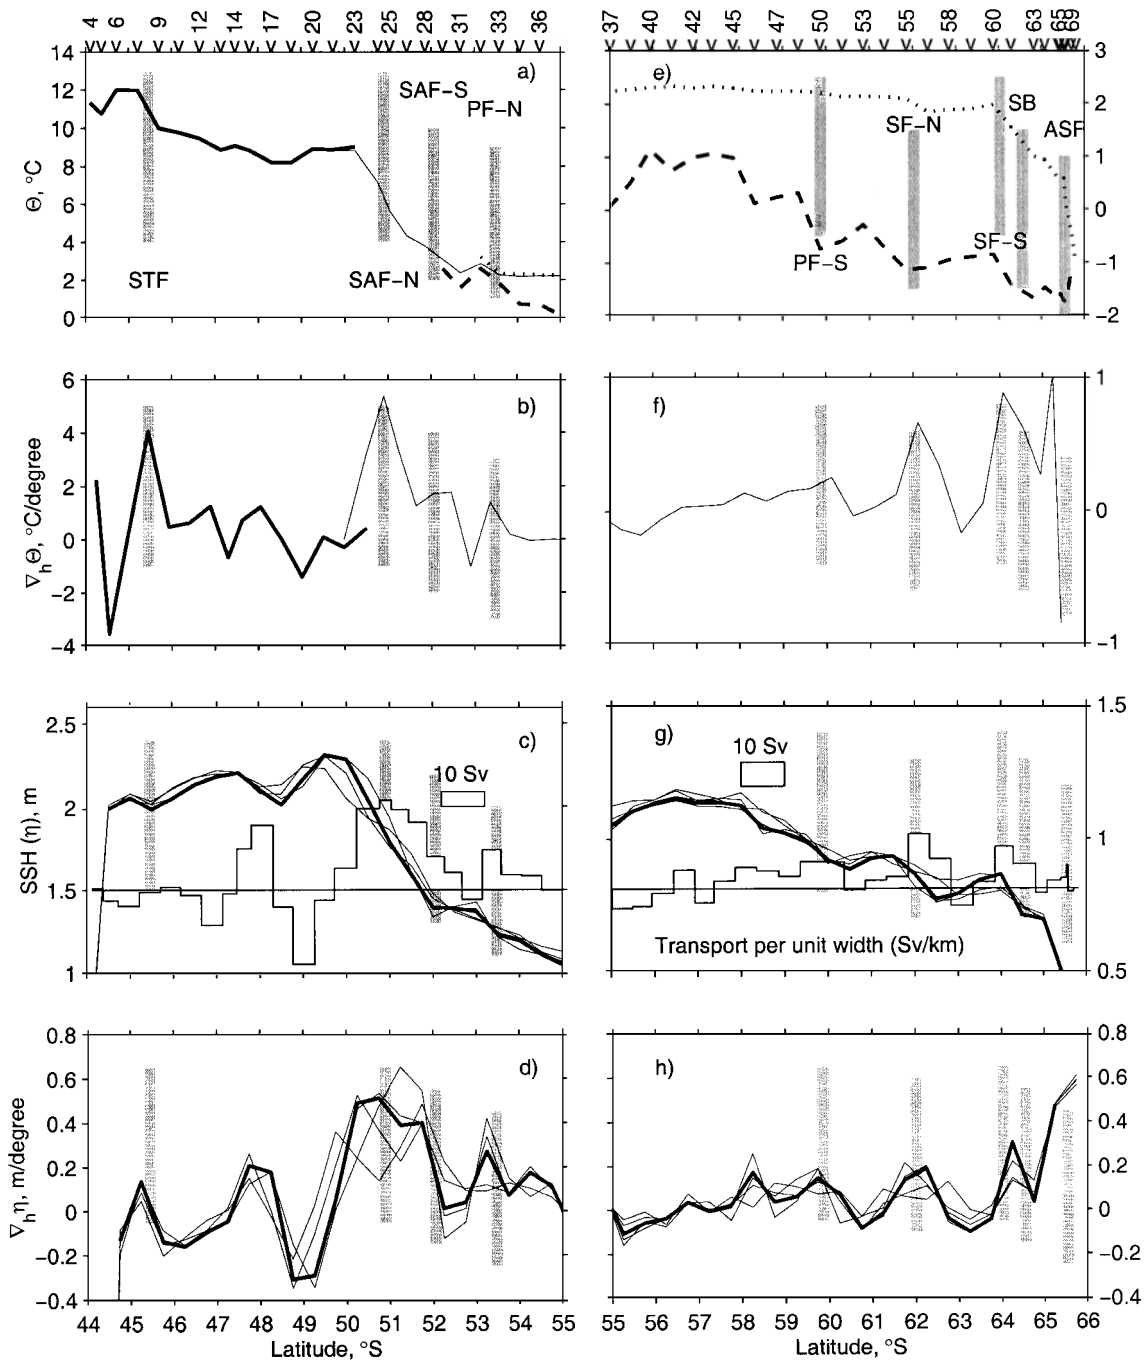 4 6 9 12 14 17 20 23 25 28 31 33 36
37 40 42 45 48 50 53 55 58 60 63 65 69
14
12
10
8
6
4
2
0
Θ, °C
a)
SAF−S
PF−N
STF
SAF−N
e)
SB
SF−N
ASF
PF−S
SF−S
3
2
1
0
−1
−2
6
4
2
0
−2
−4
∇hΘ, °C/degree
b)
f)
1
0
−1
2.5
2
1.5
1
SSH (η), m
c)
10 Sv
g)
10 Sv
Transport per unit width (Sv/km)
1.5
1
0.5
0.8
0.6
0.4
0.2
0
−0.2
−0.4
∇hη, m/degree
d)
h)
0.8
0.6
0.4
0.2
0
−0.2
−0.4
44 45 46 47 48 49 50 51 52 53 54 55
Latitude, °S
55 56 57 58 59 60 61 62 63 64 65 66
Latitude, °S